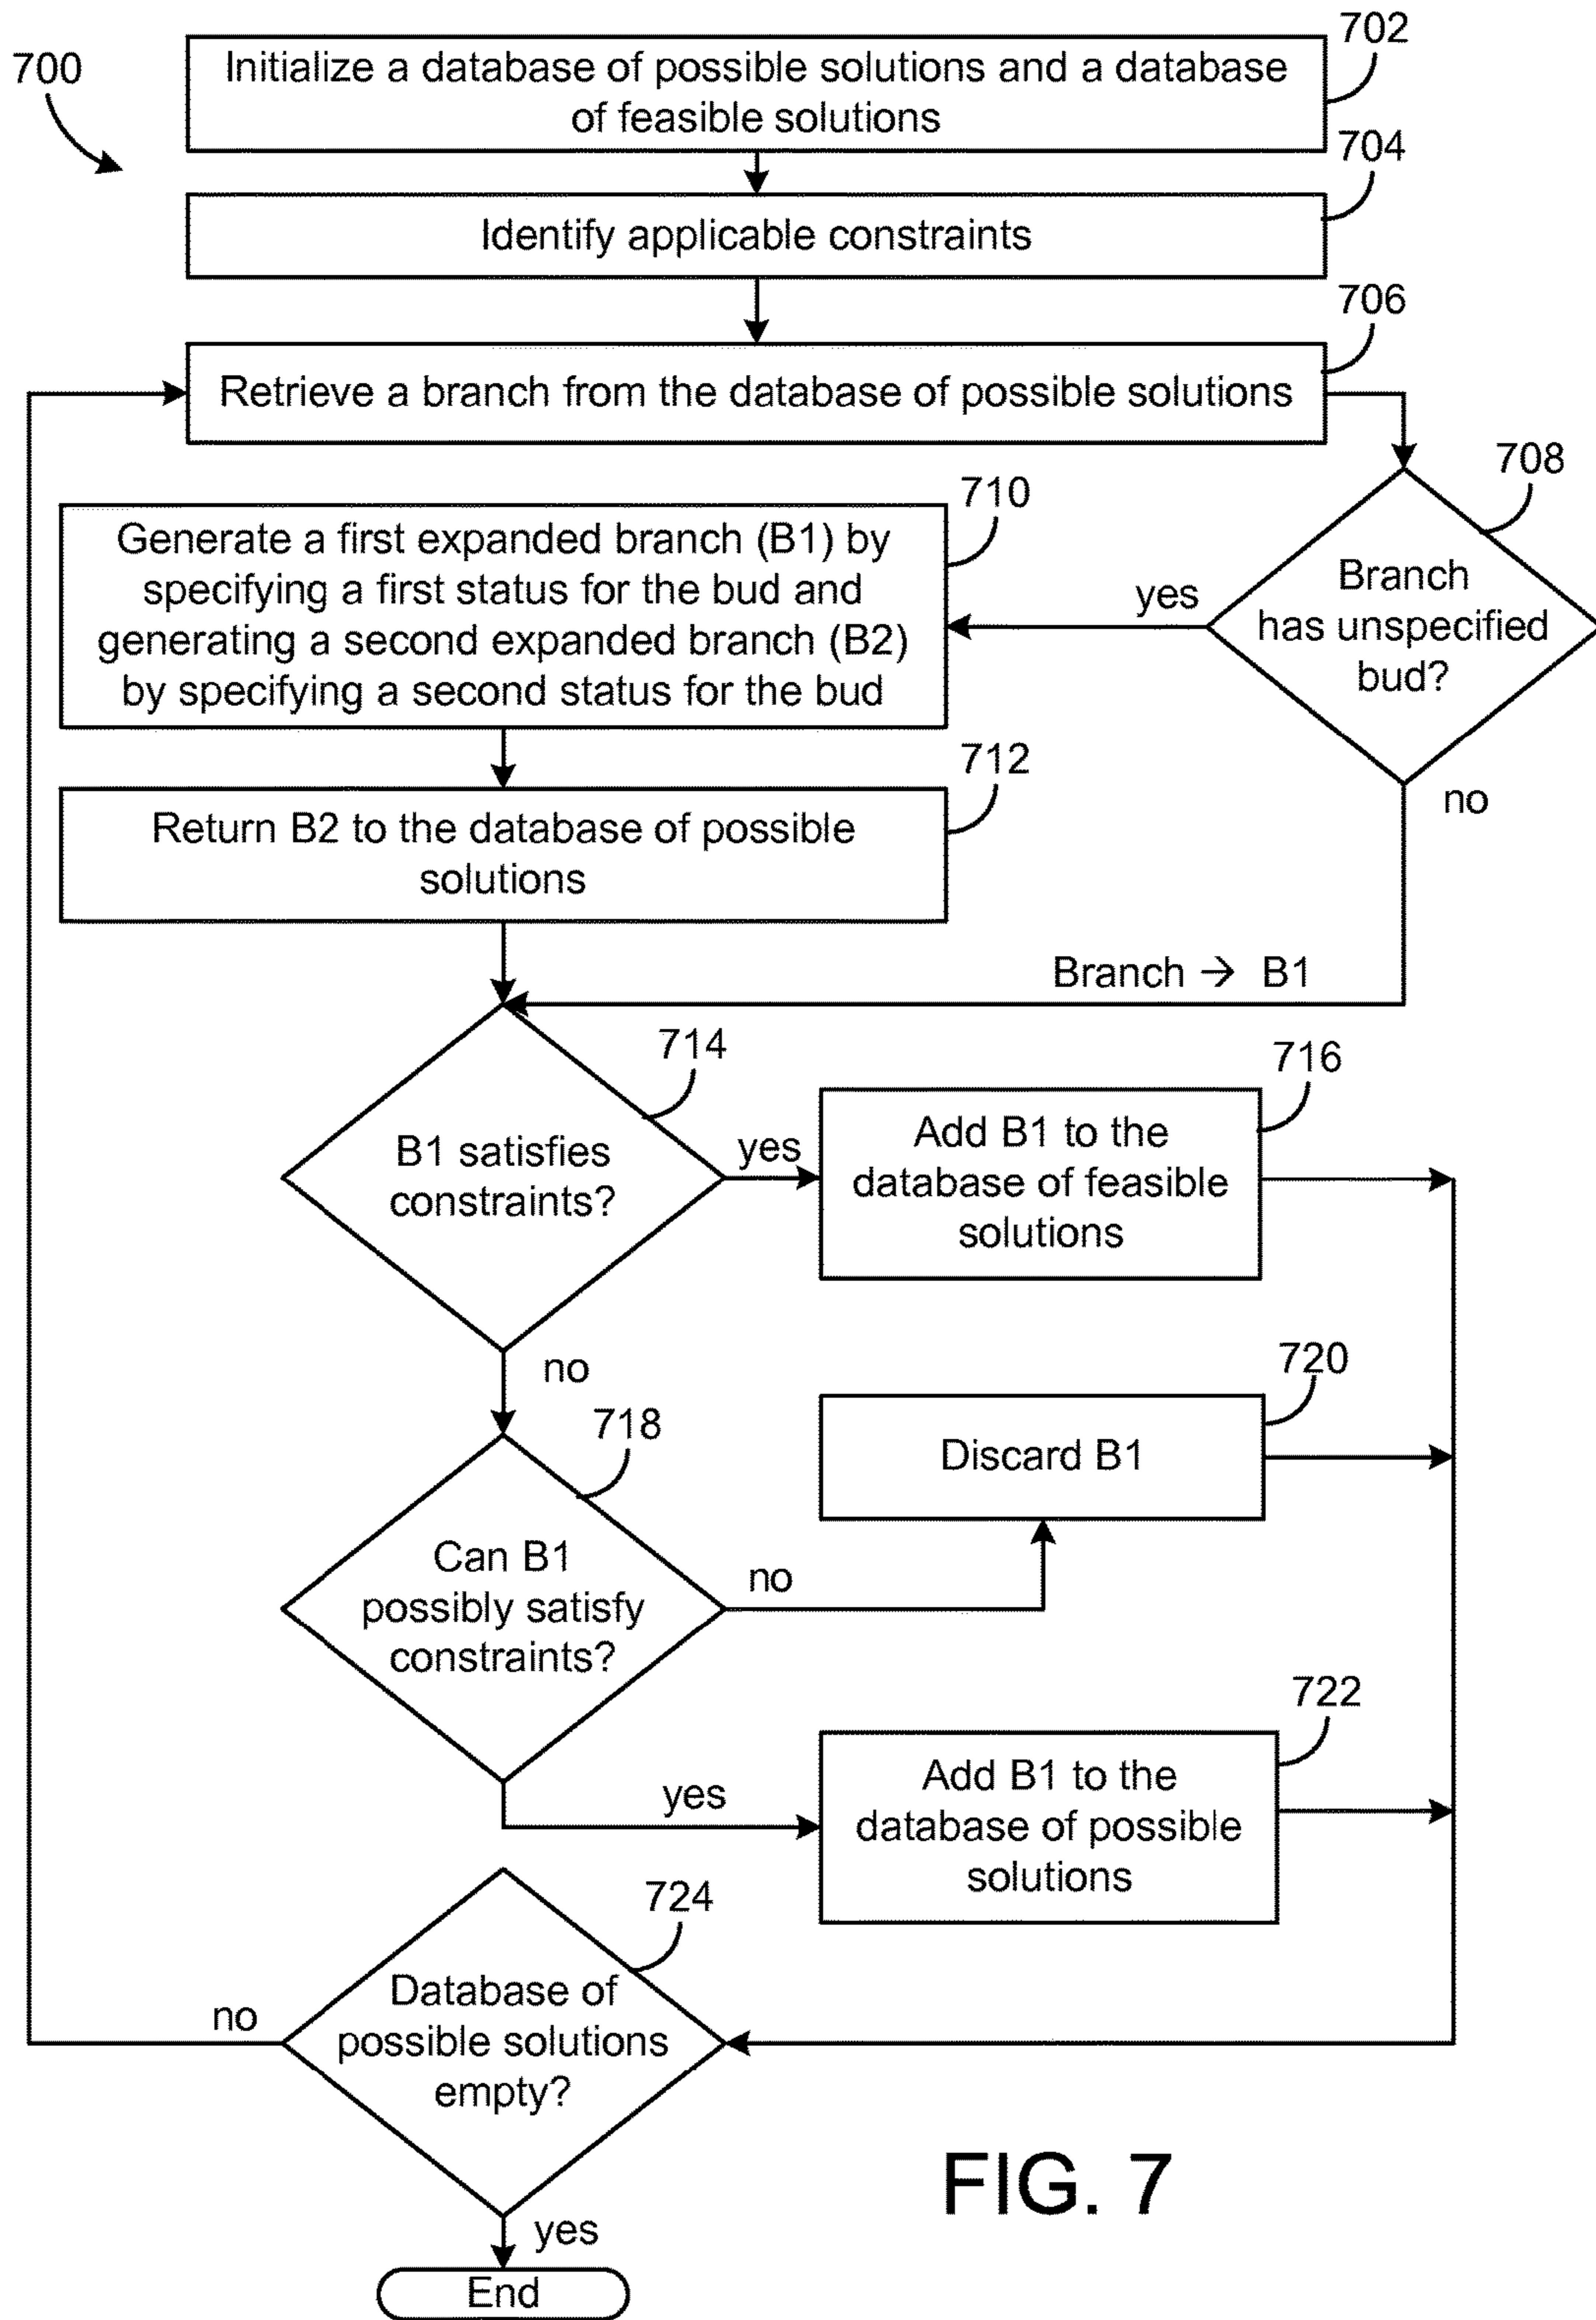 700
702
Initialize a database of possible solutions and a database
of feasible solutions
704
Identify applicable constraints
706
Retrieve a branch from the database of possible solutions
708
Branch
has unspecified
bud?
yes
no
710
Generate a first expanded branch (B1) by
specifying a first status for the bud and
generating a second expanded branch (B2)
by specifying a second status for the bud
712
Return B2 to the database of possible
solutions
Branch → B1
714
B1 satisfies
constraints?
yes
no
716
Add B1 to the
database of feasible
solutions
718
Can B1
possibly satisfy
constraints?
no
yes
720
Discard B1
722
Add B1 to the
database of possible
solutions
724
Database of
possible solutions
empty?
no
yes
End
FIG. 7